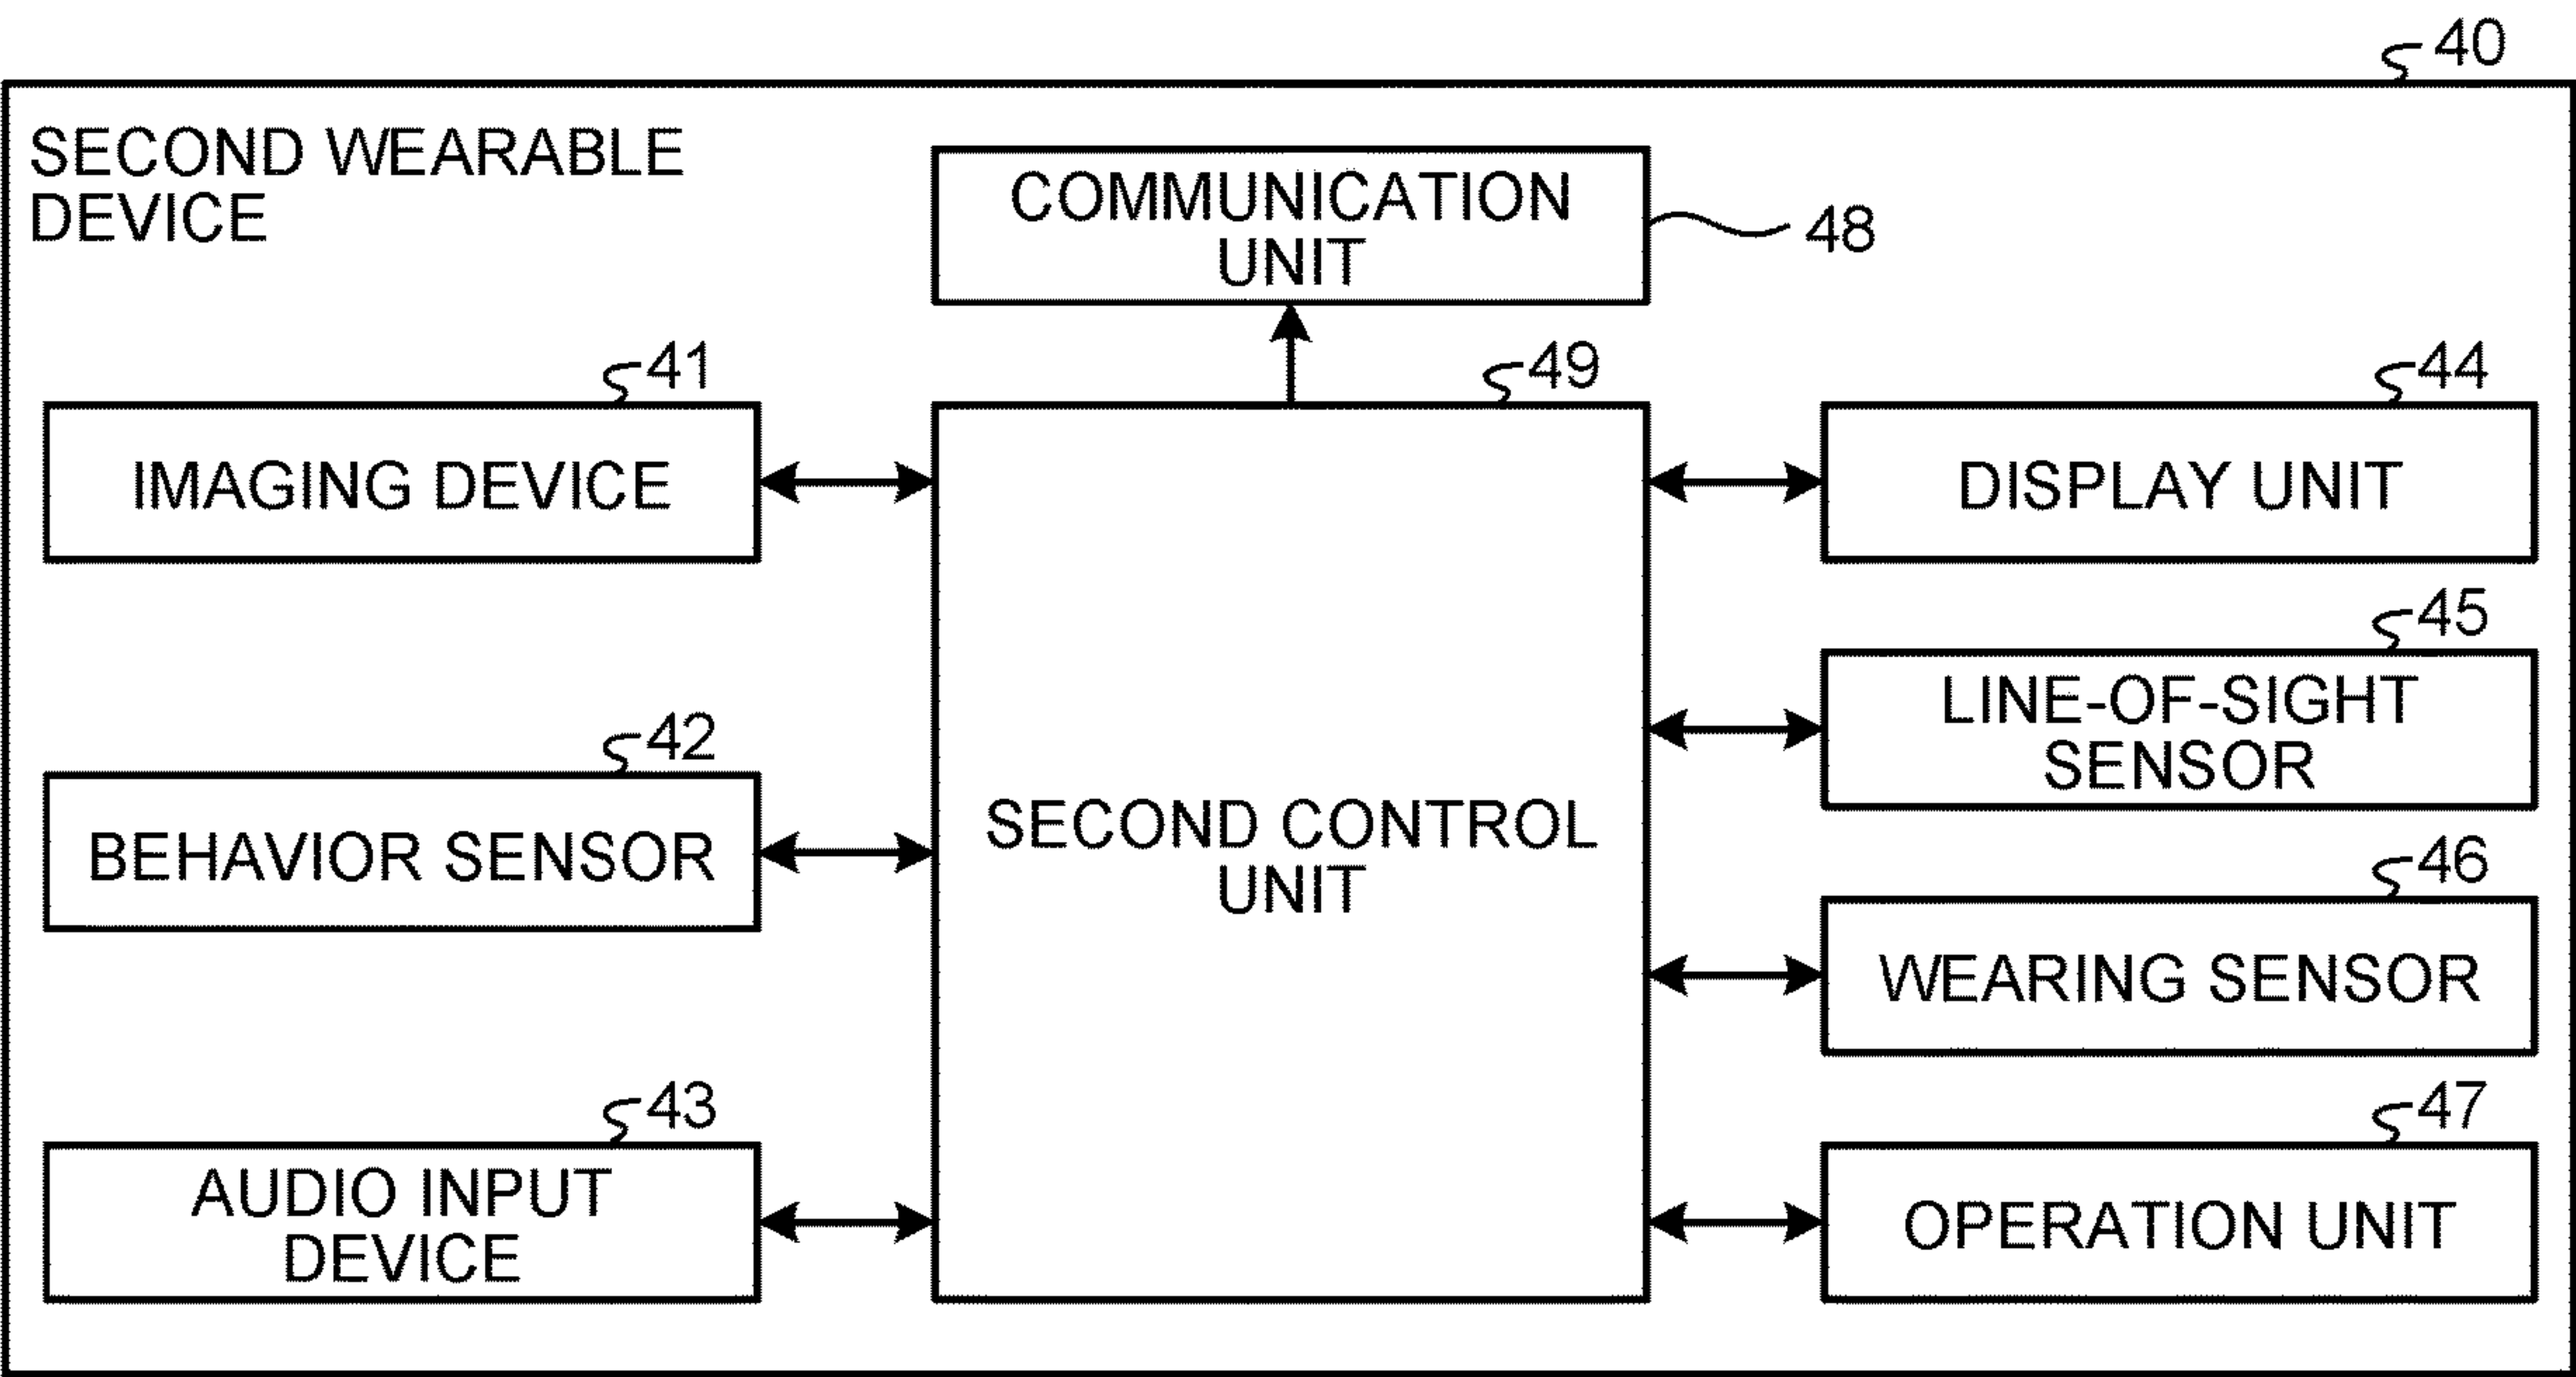 40
SECOND WEARABLE
DEVICE
COMMUNICATION
UNIT
48
41
49
44
IMAGING DEVICE
DISPLAY UNIT
45
LINE-OF-SIGHT
SENSOR
42
BEHAVIOR SENSOR
SECOND CONTROL
UNIT
46
WEARING SENSOR
43
47
AUDIO INPUT
DEVICE
OPERATION UNIT